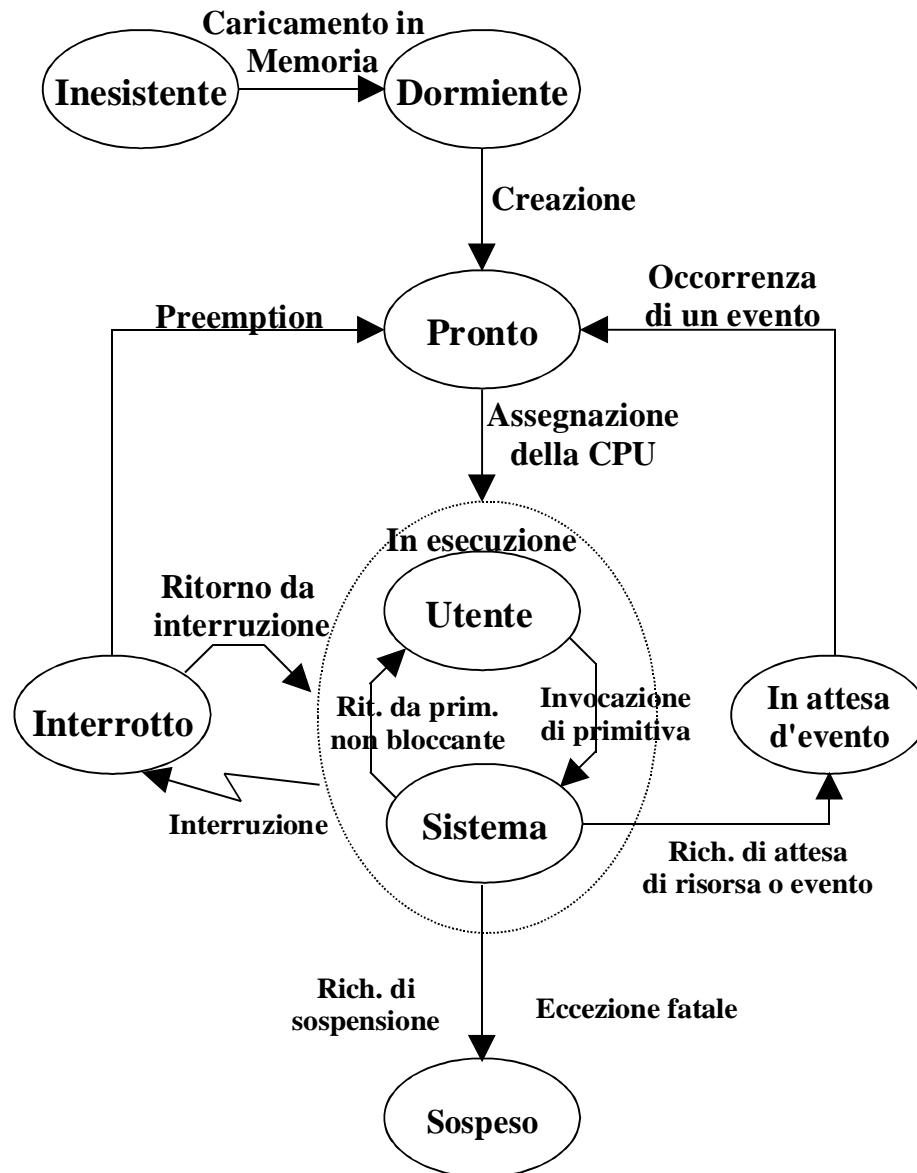 Caricamento in
Memoria
Inesistente
Dormiente
Creazione
Occorrenza
di un evento
Preemption
Pronto
Assegnazione
della CPU
In esecuzione
Utente
Ritorno da
interruzione
Interrotto
Rit. da prim.
non bloccante
Invocazione
di primitiva
In attesa
d'evento
Interruzione
Sistema
Rich. di attesa
di risorsa o evento
Rich. di
sospensione
Eccezione fatale
Sospeso